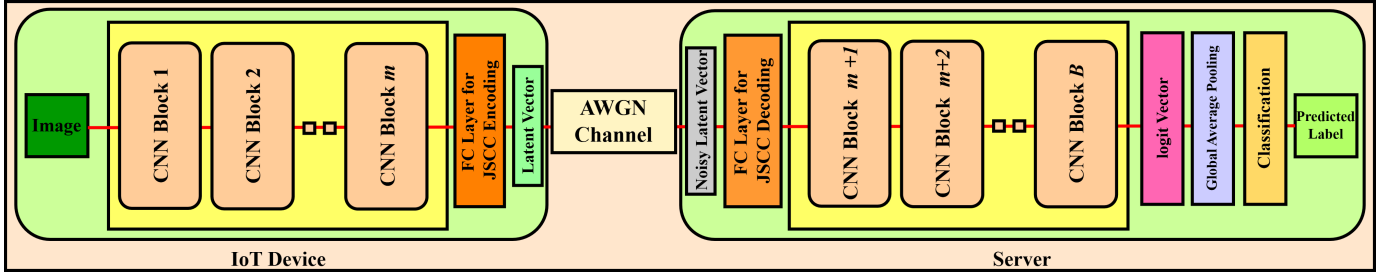 Image
CNN Block 1
CNN Block 2
CNN Block m
FC Layer for
JSCC Encoding
Latent Vector
AWGN
Channel
Noisy Latent Vector
FC Layer for
JSCC Decoding
CNN Block m +1
CNN Block m+2
CNN Block B
logit Vector
Global Average Pooling
Classification
Predicted
Label
IoT Device
Server